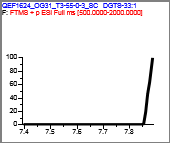 QEF1624_OG31_T3-55-0-3_SC DGT8-33:1
F: FTMS + p ESI Full ms [500.0000-2000.0000]
100
80
60
40
20
0
7.4 7.5 7.6 7.7 7.8